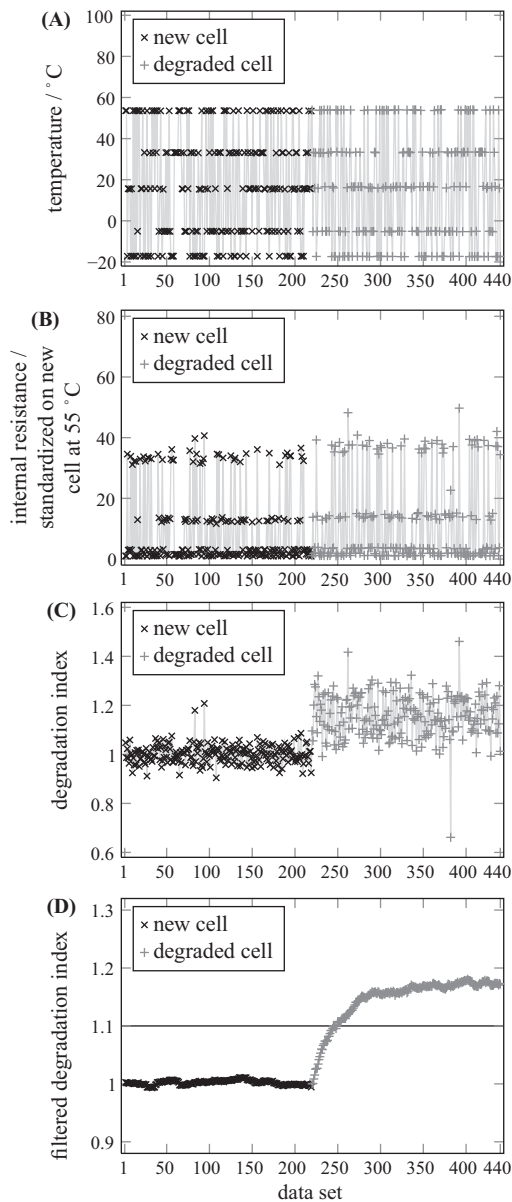 (A)
100
80
60
40
20
0
−20
temperature / °C
new cell
degraded cell
1 50 100 150 200 250 300 350 400 440
(B)
80
60
40
20
0
internal resistance /
standardized on new
cell at 55 °C
new cell
degraded cell
1 50 100 150 200 250 300 350 400 440
(C)
1.6
1.4
1.2
1
0.8
0.6
degradation index
new cell
degraded cell
1 50 100 150 200 250 300 350 400 440
(D)
1.3
1.2
1.1
1
0.9
filtered degradation index
new cell
degraded cell
1 50 100 150 200 250 300 350 400 440
data set